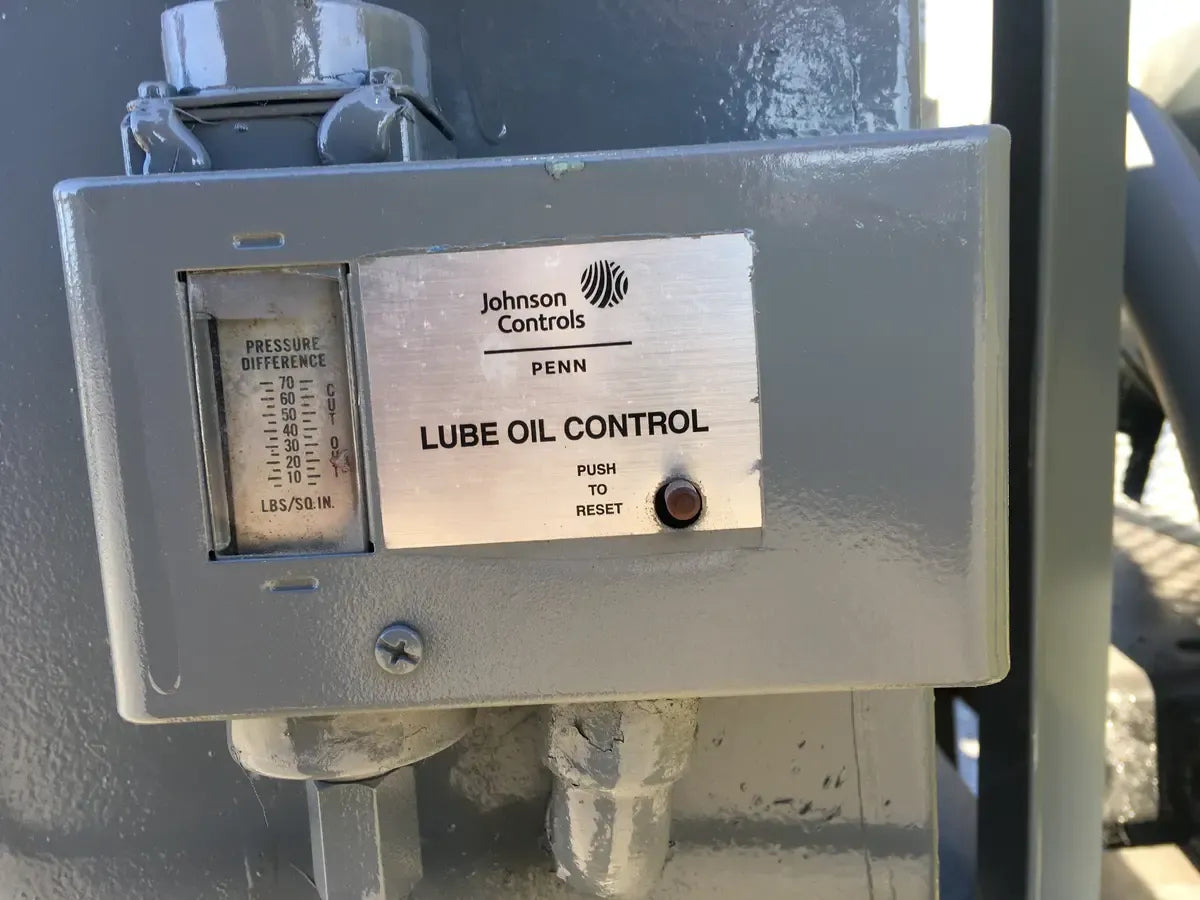 Johnson
Controls
PENN
LUBE OIL CONTROL
PUSH
TO
RESET
PRESSURE
DIFFERENCE
70
60
50
40
30
20
10
CUT OUT
LBS/SQ.IN.